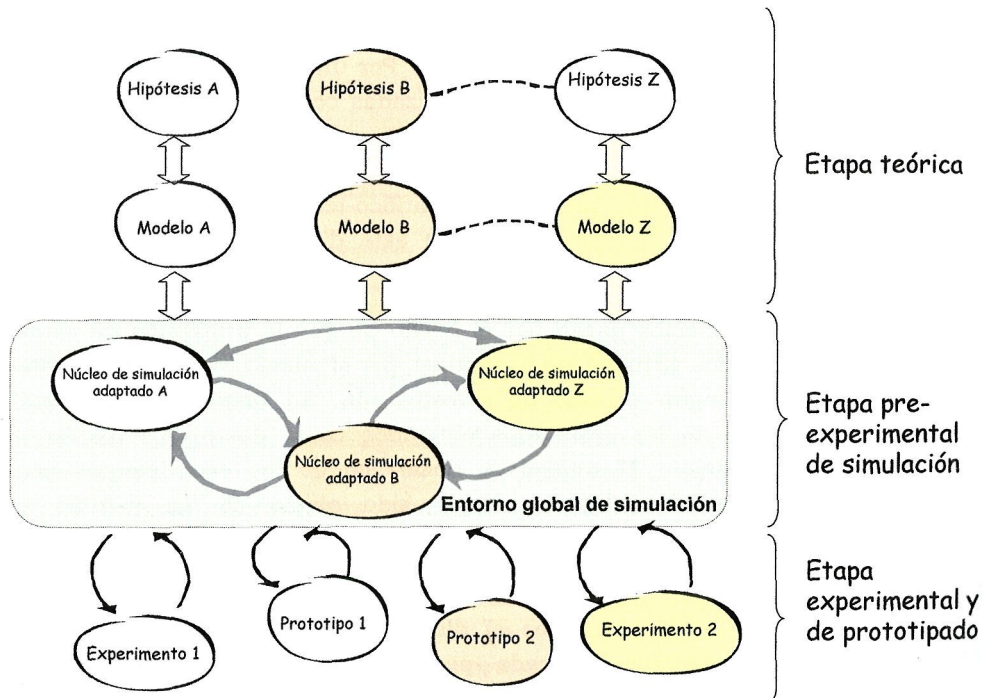 Hipótesis A
Hipótesis B
Hipótesis Z
Modelo A
Modelo B
Modelo Z
Etapa teórica
Núcleo de simulación
adaptado A
Núcleo de simulación
adaptado Z
Núcleo de simulación
adaptado B
Entorno global de simulación
Etapa pre-
experimental
de simulación
Experimento 1
Prototipo 1
Prototipo 2
Experimento 2
Etapa
experimental y
de prototipado